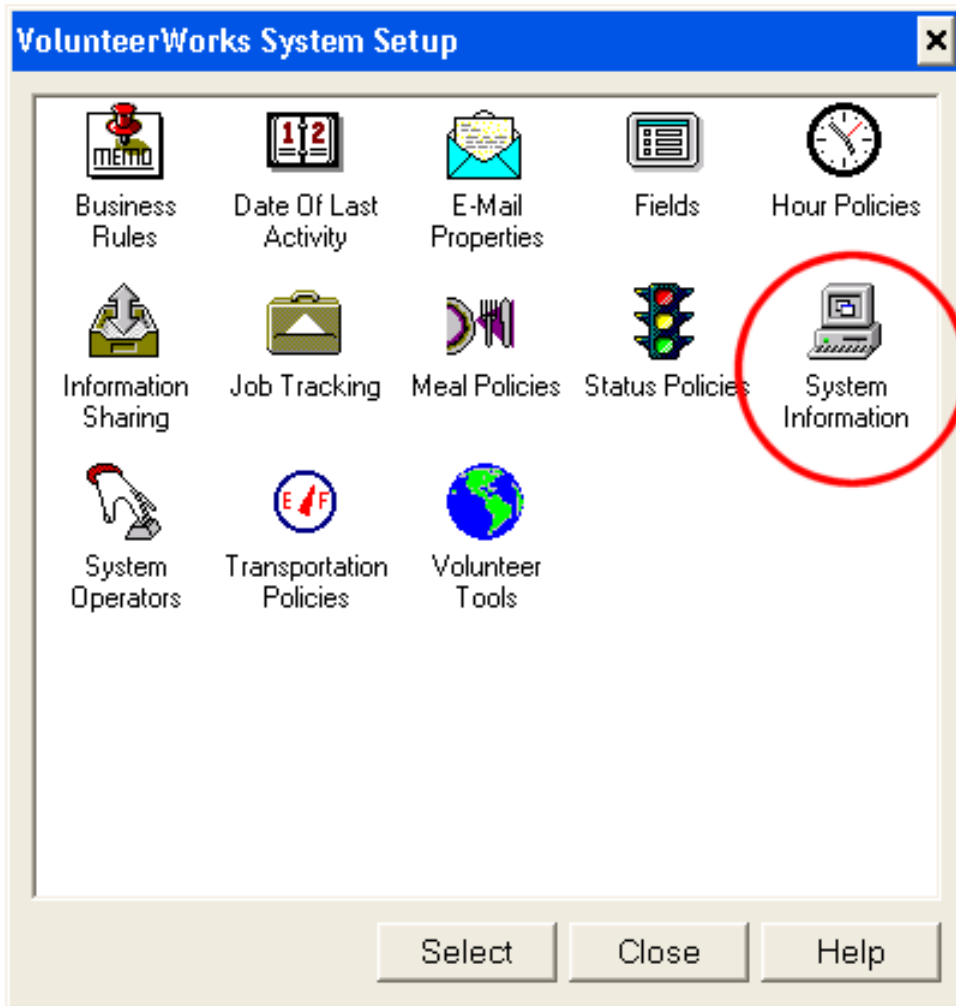 VolunteerWorks System Setup
MEMO
1 2
E F
Business Rules
Date Of Last Activity
E-Mail Properties
Fields
Hour Policies
Information Sharing
Job Tracking
Meal Policies
Status Policies
System Information
System Operators
Transportation Policies
Volunteer Tools
Select
Close
Help